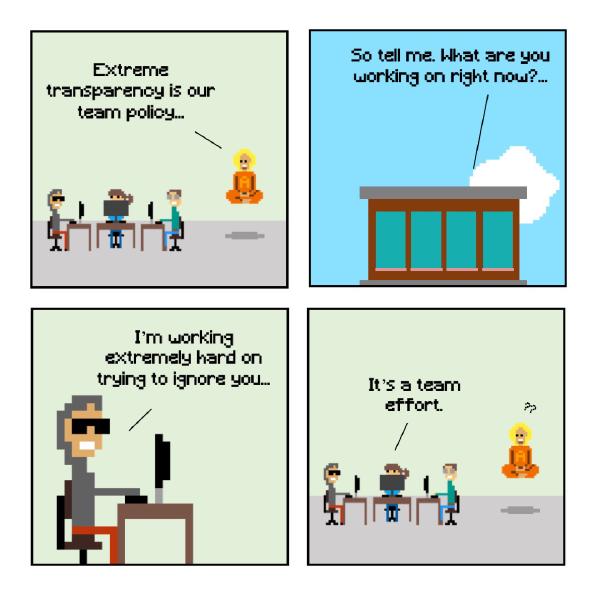 Extreme
transparency is our
team policy...
So tell me. What are you
working on right now?...
I'm working
extremely hard on
trying to ignore you...
It's a team
effort.
??